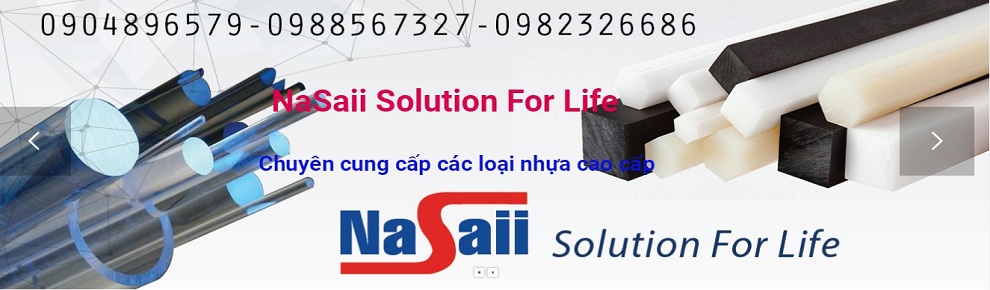 0904896579-0988567327-0982326686
NaSaii Solution For Life
Chuyên cung cấp các loại nhựa cao cấp
NaSaii Solution For Life